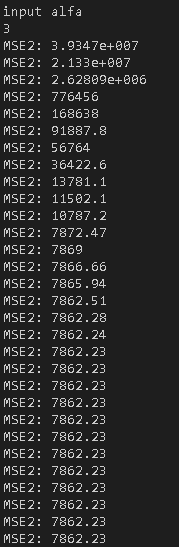 input alfa
3
MSE2: 3.9347e+007
MSE2: 2.133e+007
MSE2: 2.62809e+006
MSE2: 776456
MSE2: 168638
MSE2: 91887.8
MSE2: 56764
MSE2: 36422.6
MSE2: 13781.1
MSE2: 11502.1
MSE2: 10787.2
MSE2: 7872.47
MSE2: 7869
MSE2: 7866.66
MSE2: 7865.94
MSE2: 7862.51
MSE2: 7862.28
MSE2: 7862.24
MSE2: 7862.23
MSE2: 7862.23
MSE2: 7862.23
MSE2: 7862.23
MSE2: 7862.23
MSE2: 7862.23
MSE2: 7862.23
MSE2: 7862.23
MSE2: 7862.23
MSE2: 7862.23
MSE2: 7862.23
MSE2: 7862.23